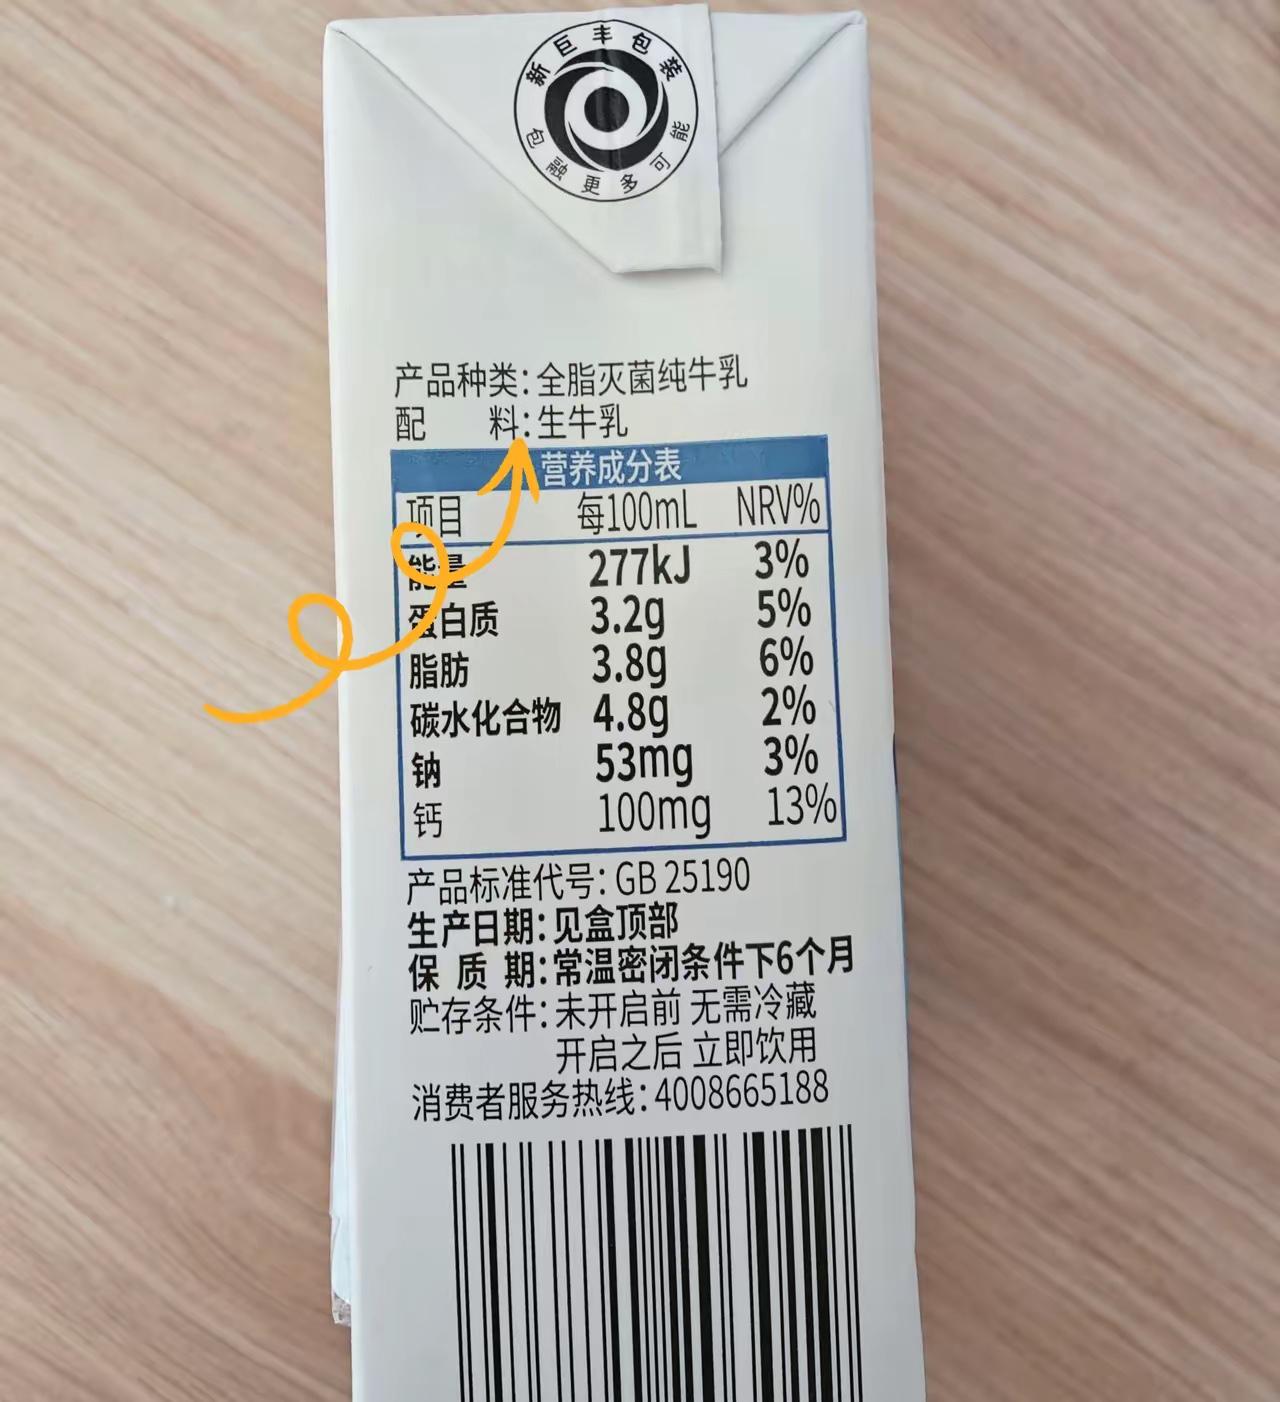 新巨丰包装
包融更多可能
产品种类：全脂灭菌纯牛乳
配 料：生牛乳
营养成分表
项目 每100mL NRV%
能量 277kJ 3%
蛋白质 3.2g 5%
脂肪 3.8g 6%
碳水化合物 4.8g 2%
钠 53mg 3%
钙 100mg 13%
产品标准代号：GB 25190
生产日期：见盒顶部
保 质 期：常温密闭条件下6个月
贮存条件：未开启前 无需冷藏
开启之后 立即饮用
消费者服务热线：4008665188